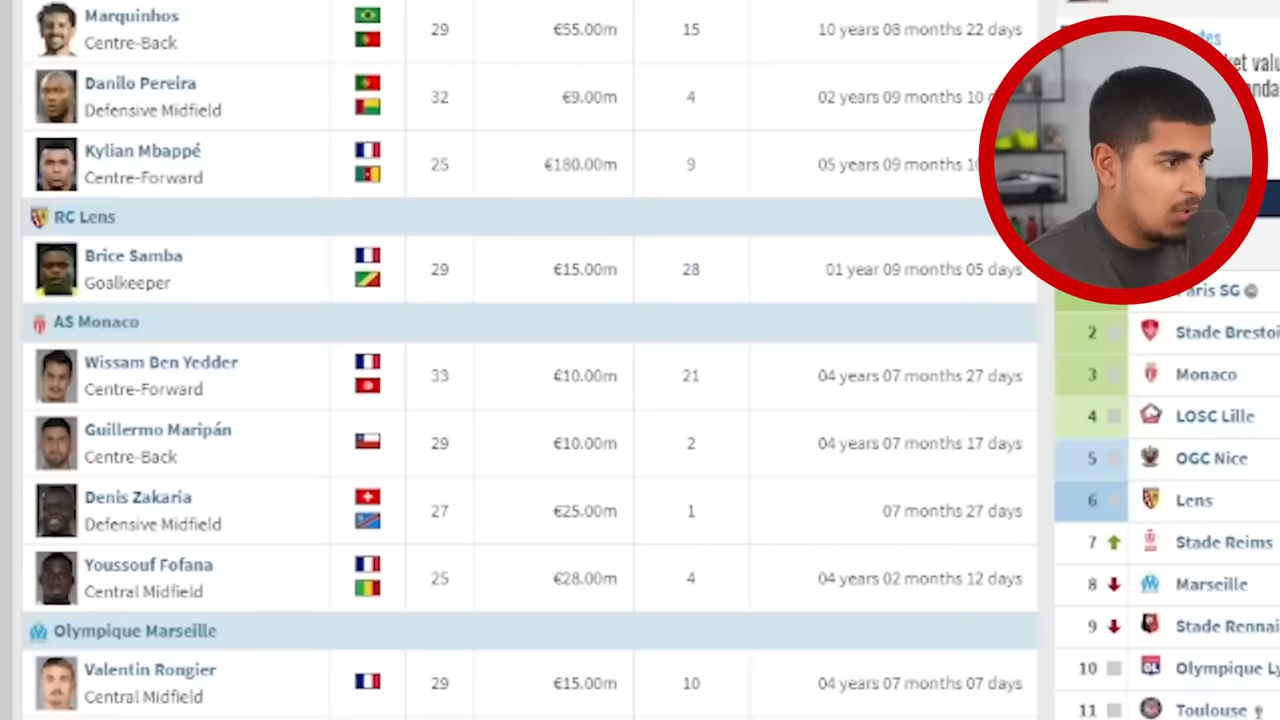 Marquinhos
Centre-Back
29
€55.00m
15
10 years 08 months 22 days
Danilo Pereira
Defensive Midfield
32
€9.00m
4
02 years 09 months 10
Kylian Mbappé
Centre-Forward
25
€180.00m
9
05 years 09 months
RC Lens
Brice Samba
Goalkeeper
29
€15.00m
28
01 year 09 months 05 days
AS Monaco
Wissam Ben Yedder
Centre-Forward
33
€10.00m
21
04 years 07 months 27 days
Guillermo Maripán
Centre-Back
29
€10.00m
2
04 years 07 months 17 days
Denis Zakaria
Defensive Midfield
27
€25.00m
1
07 months 27 days
Youssouf Fofana
Central Midfield
25
€28.00m
4
04 years 02 months 12 days
Olympique Marseille
Valentin Rongier
Central Midfield
29
€15.00m
10
04 years 07 months 07 days
Paris SG
2 Stade Brestoi
3 Monaco
4 LOSC Lille
5 OGC Nice
6 Lens
7 Stade Reims
8 Marseille
9 Stade Rennai
10 Olympique Ly
11 Toulouse